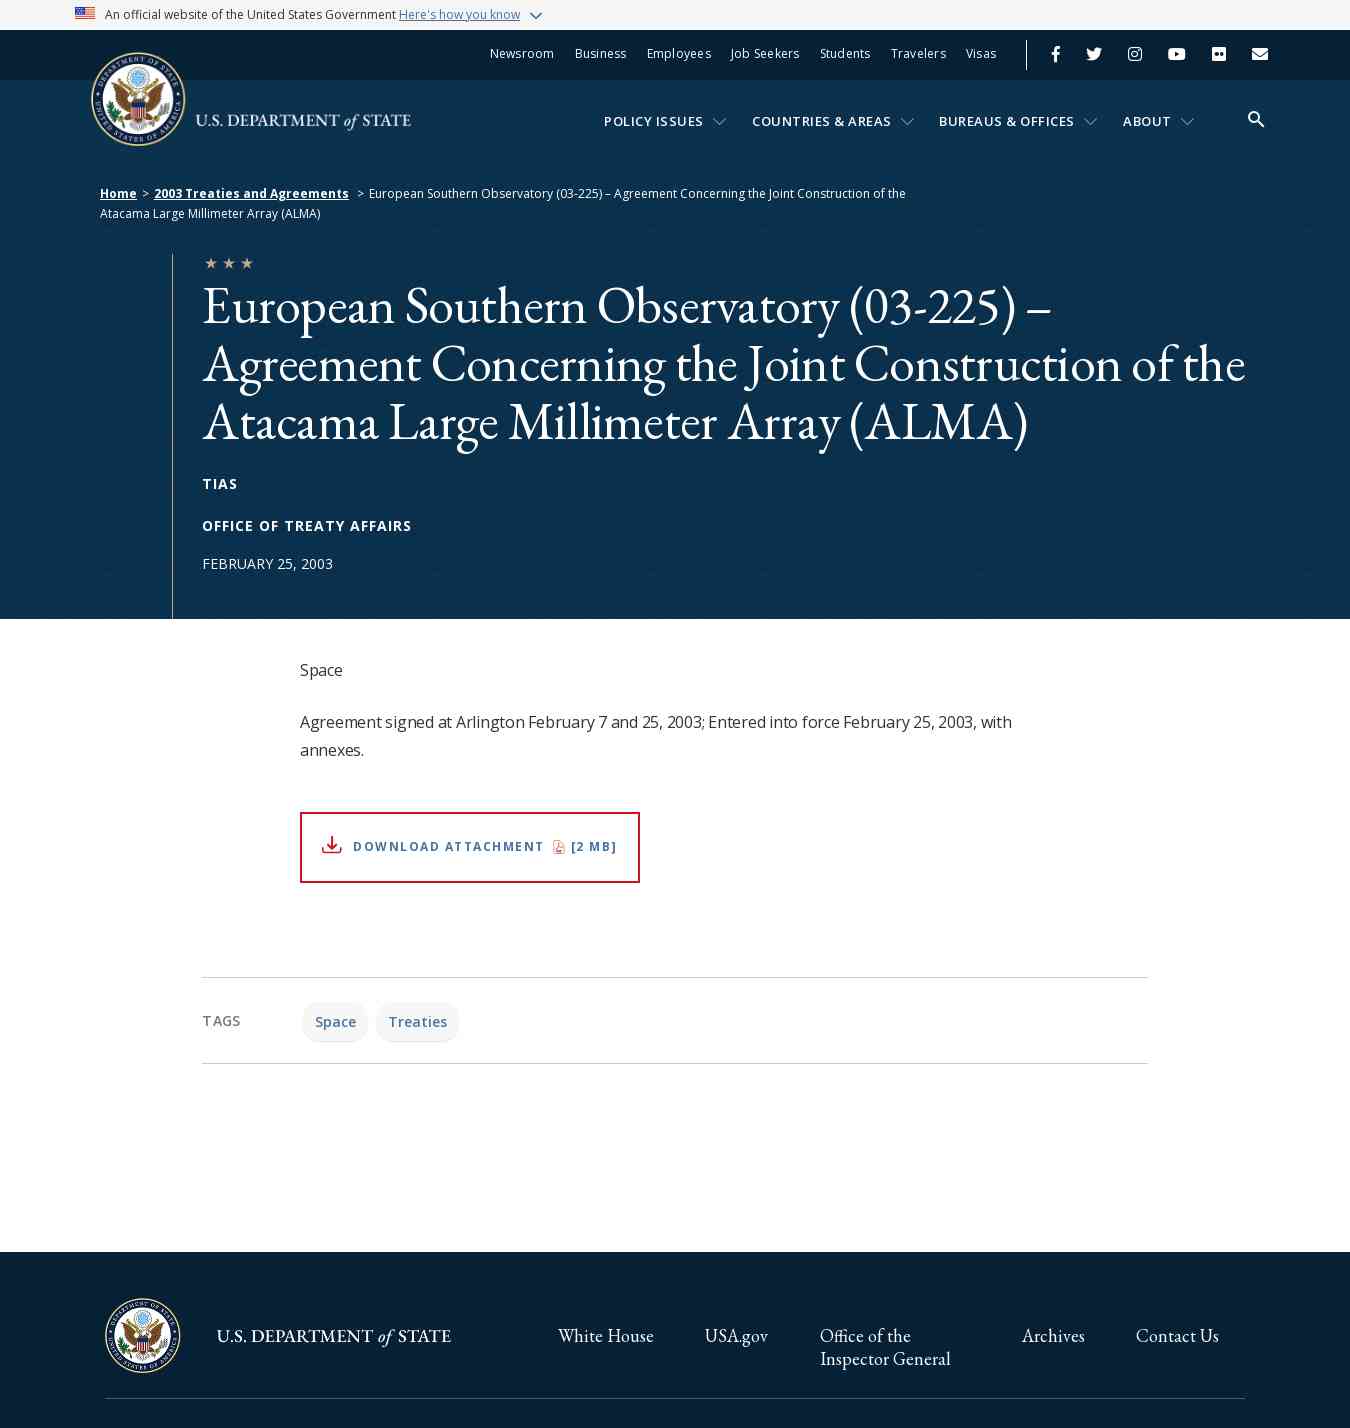 An official website of the United States Government Here's how you know
Newsroom Business Employees Job Seekers Students Travelers Visas
U.S. DEPARTMENT of STATE
POLICY ISSUES COUNTRIES & AREAS BUREAUS & OFFICES ABOUT
Home > 2003 Treaties and Agreements > European Southern Observatory (03-225) – Agreement Concerning the Joint Construction of the
Atacama Large Millimeter Array (ALMA)
European Southern Observatory (03-225) –
Agreement Concerning the Joint Construction of the
Atacama Large Millimeter Array (ALMA)
TIAS
OFFICE OF TREATY AFFAIRS
FEBRUARY 25, 2003
Space
Agreement signed at Arlington February 7 and 25, 2003; Entered into force February 25, 2003, with
annexes.
DOWNLOAD ATTACHMENT [2 MB]
TAGS Space Treaties
U.S. DEPARTMENT of STATE
White House USA.gov Office of the Archives Contact Us
Inspector General